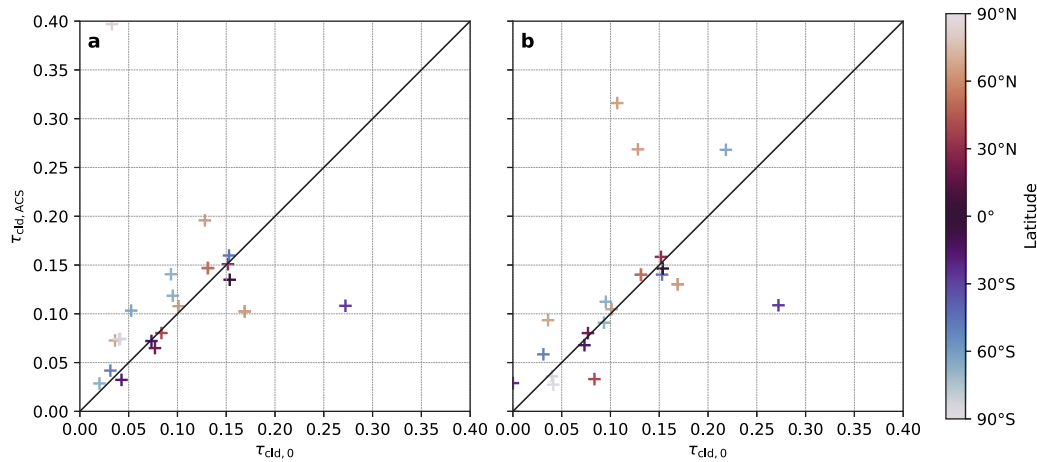 a
0.40
0.35
0.30
0.25
0.20
0.15
0.10
0.05
0.00
τcld, ACS
0.00 0.05 0.10 0.15 0.20 0.25 0.30 0.35 0.40
τcld, 0
b
0.00 0.05 0.10 0.15 0.20 0.25 0.30 0.35 0.40
τcld, 0
90°N
60°N
30°N
0°
30°S
60°S
90°S
Latitude